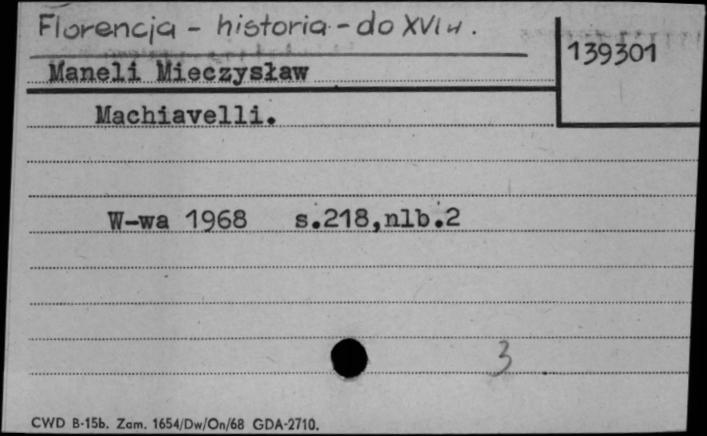 Florencja - historia - do XVI w.
139301
Maneli Mieczysław
Machiavelli.
W-wa 1968 s.218,nlb.2
3
CWD B-15b. Zam. 1654/Dw/On/68 GDA-2710.